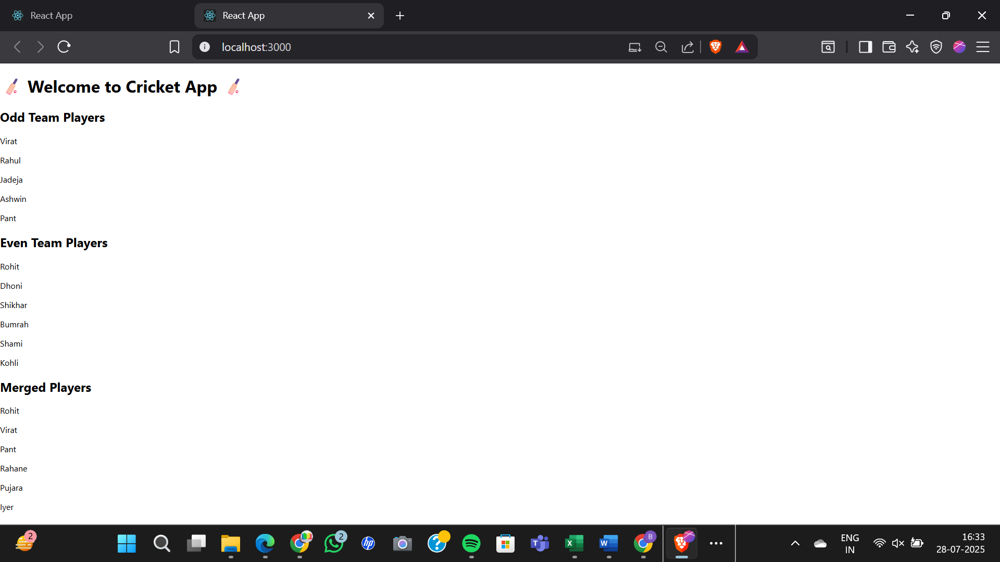 React App
React App
localhost:3000
🏏 Welcome to Cricket App 🏏
Odd Team Players
Virat
Rahul
Jadeja
Ashwin
Pant
Even Team Players
Rohit
Dhoni
Shikhar
Bumrah
Shami
Kohli
Merged Players
Rohit
Virat
Pant
Rahane
Pujara
Iyer
2
2
hp
?
T
X
W
B
ENG
IN
16:33
28-07-2025